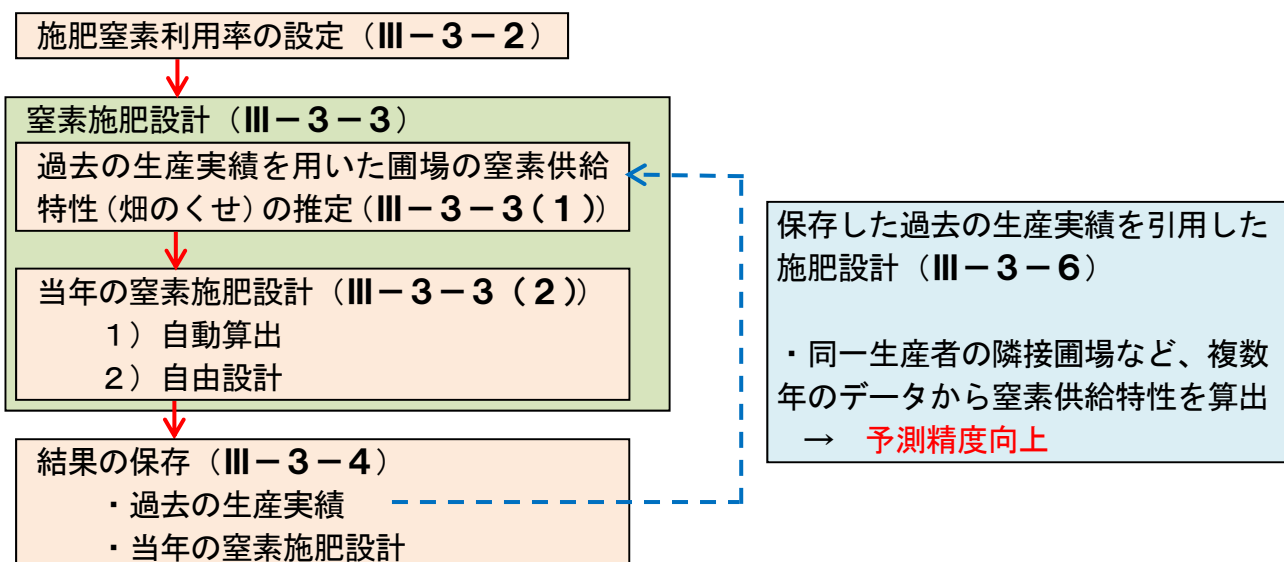 施肥窒素利用率の設定（Ⅲ－３－２）
窒素施肥設計（Ⅲ－３－３）
過去の生産実績を用いた圃場の窒素供給
特性（畑のくせ）の推定（Ⅲ－３－３(１)）
当年の窒素施肥設計（Ⅲ－３－３(２)）
１）自動算出
２）自由設計
結果の保存（Ⅲ－３－４）
・過去の生産実績
・当年の窒素施肥設計
保存した過去の生産実績を引用した
施肥設計（Ⅲ－３－６）
・同一生産者の隣接圃場など、複数
年のデータから窒素供給特性を算出
→　予測精度向上